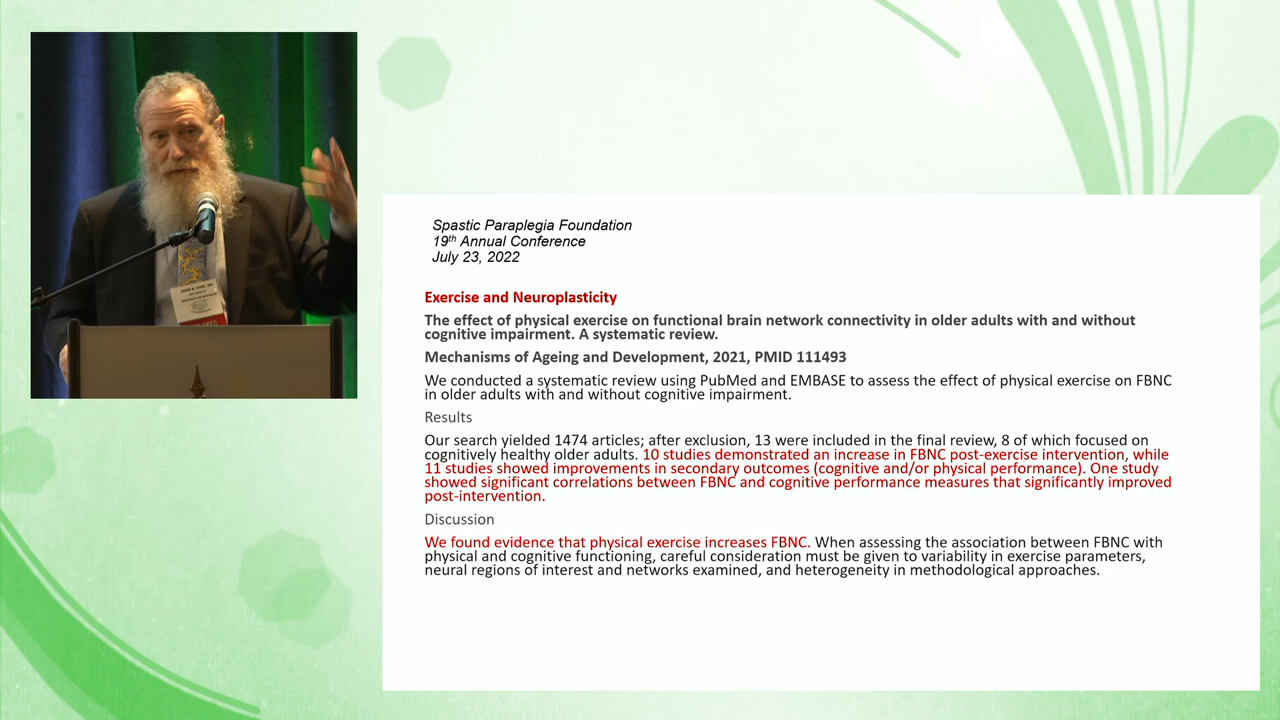 JOHN K. FINK, MD
Spastic Paraplegia Foundation
19th Annual Conference
July 23, 2022
Exercise and Neuroplasticity
The effect of physical exercise on functional brain network connectivity in older adults with and without
cognitive impairment. A systematic review.
Mechanisms of Ageing and Development, 2021, PMID 111493
We conducted a systematic review using PubMed and EMBASE to assess the effect of physical exercise on FBNC
in older adults with and without cognitive impairment.
Results
Our search yielded 1474 articles; after exclusion, 13 were included in the final review, 8 of which focused on
cognitively healthy older adults. 10 studies demonstrated an increase in FBNC post-exercise intervention, while
11 studies showed improvements in secondary outcomes (cognitive and/or physical performance). One study
showed significant correlations between FBNC and cognitive performance measures that significantly improved
post-intervention.
Discussion
We found evidence that physical exercise increases FBNC. When assessing the association between FBNC with
physical and cognitive functioning, careful consideration must be given to variability in exercise parameters,
neural regions of interest and networks examined, and heterogeneity in methodological approaches.